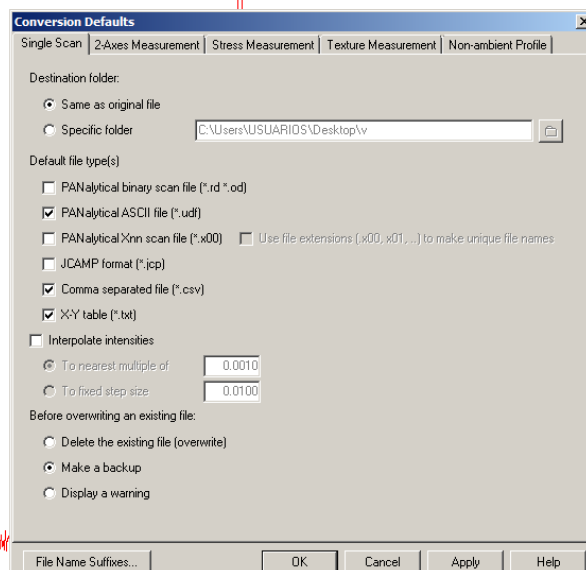 Conversion Defaults
Single Scan 2-Axes Measurement Stress Measurement Texture Measurement Non-ambient Profile
Destination folder:
Same as original file
Specific folder C:\Users\USUARIOS\Desktop\v
Default file type(s)
PANalytical binary scan file (*.rd *.od)
PANalytical ASCII file (*.udf)
PANalytical Xnn scan file (*.x00) Use file extensions (.x00, x01, ...) to make unique file names
JCAMP format (*.jcp)
Comma separated file (*.csv)
X-Y table (*.txt)
Interpolate intensities
To nearest multiple of 0.0010
To fixed step size 0.0100
Before overwriting an existing file:
Delete the existing file (overwrite)
Make a backup
Display a warning
File Name Suffixes... OK Cancel Apply Help